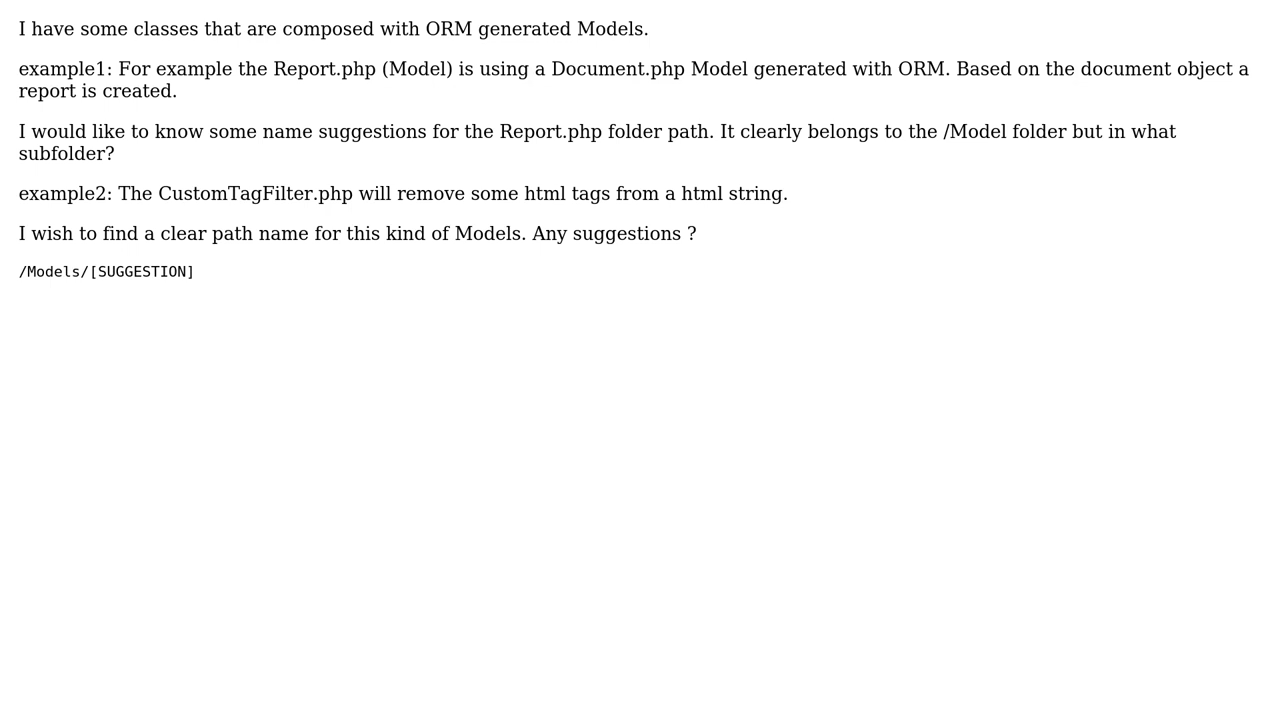 I have some classes that are composed with ORM generated Models.
example1: For example the Report.php (Model) is using a Document.php Model generated with ORM. Based on the document object a
report is created.
I would like to know some name suggestions for the Report.php folder path. It clearly belongs to the /Model folder but in what
subfolder?
example2: The CustomTagFilter.php will remove some html tags from a html string.
I wish to find a clear path name for this kind of Models. Any suggestions ?
/Models/[SUGGESTION]